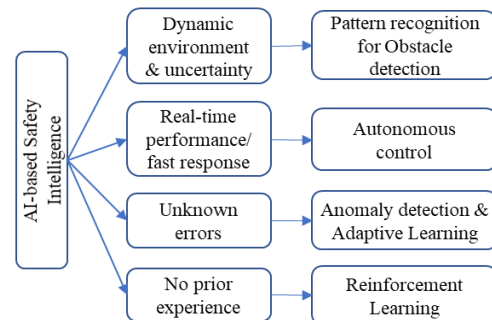 AI-based Safety
Intelligence
Dynamic
environment
& uncertainty
Pattern recognition
for Obstacle
detection
Real-time
performance/
fast response
Autonomous
control
Unknown
errors
Anomaly detection &
Adaptive Learning
No prior
experience
Reinforcement
Learning